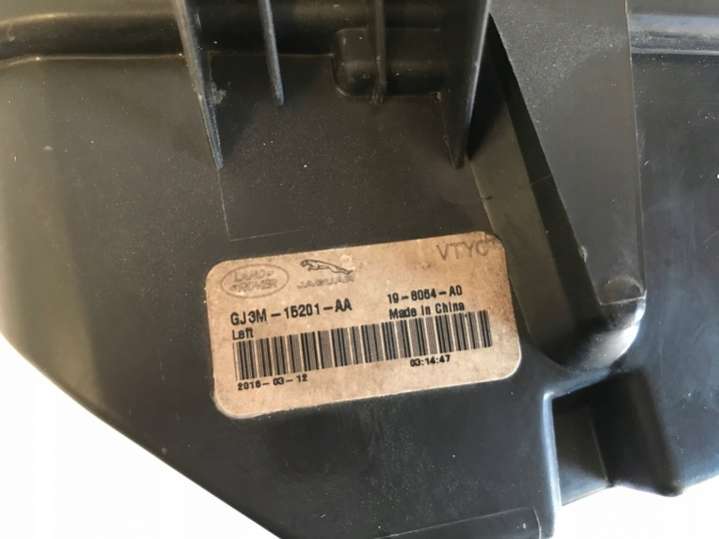 LAND ROVER
JAGUAR
VTYC
GJ3M-15201-AA
19-8064-A0
Left
Made in China
2016-03-12
03:14:47